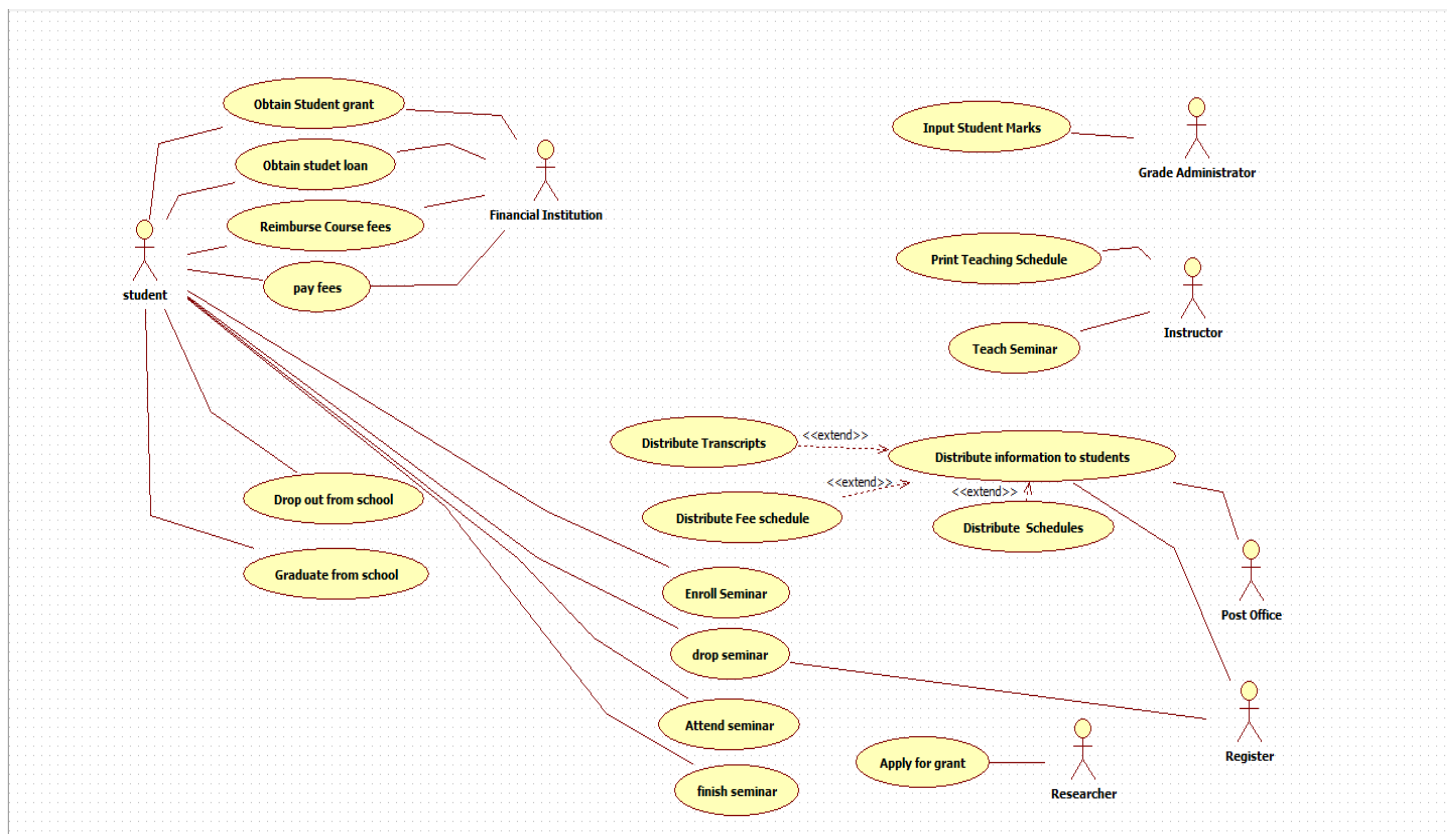 Obtain Student grant
Input Student Marks
Obtain studet loan
Grade Administrator
Financial Institution
Reimburse Course fees
Print Teaching Schedule
pay fees
student
Instructor
Teach Seminar
<<extend>>
Distribute Transcripts
Distribute information to students
<<extend>>
<<extend>>
Drop out from school
Distribute Fee schedule
Distribute Schedules
Graduate from school
Enroll Seminar
Post Office
drop seminar
Attend seminar
Register
Apply for grant
finish seminar
Researcher